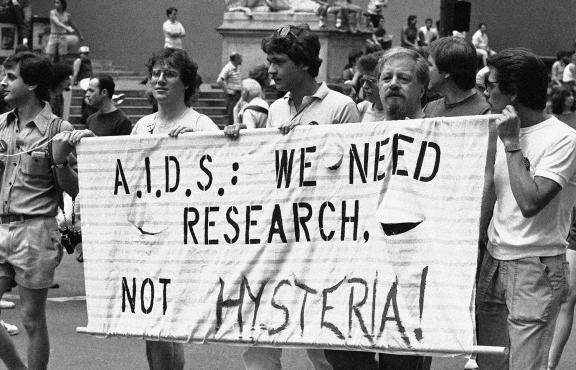 A.I.D.S.: WE NEED
RESEARCH,
NOT HYSTERIA!